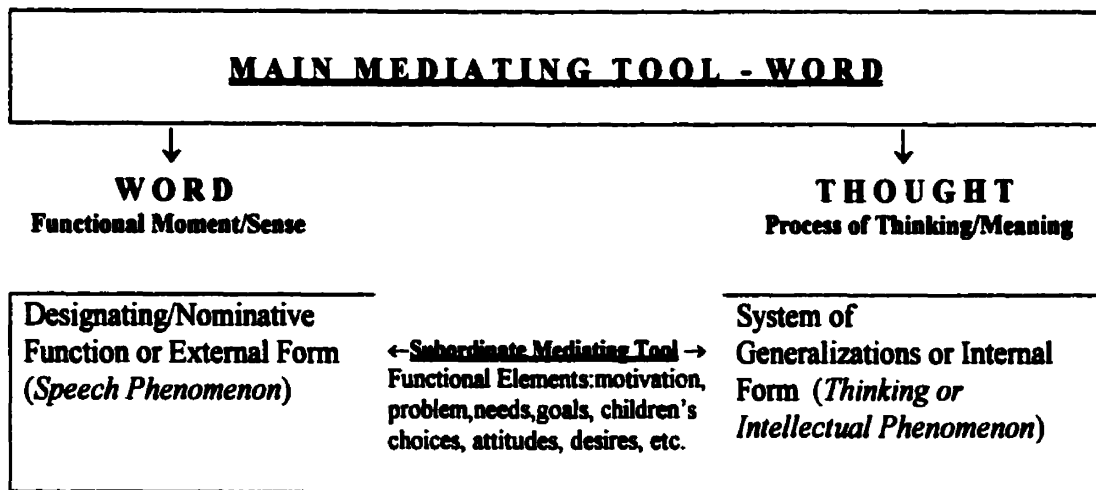 MAIN MEDIATING TOOL - WORD
WORD
Functional Moment/Sense
THOUGHT
Process of Thinking/Meaning
Designating/Nominative
Function or External Form
(Speech Phenomenon)
←Subordinate Mediating Tool →
Functional Elements:motivation,
problem,needs,goals, children's
choices, attitudes, desires, etc.
System of
Generalizations or Internal
Form (Thinking or
Intellectual Phenomenon)